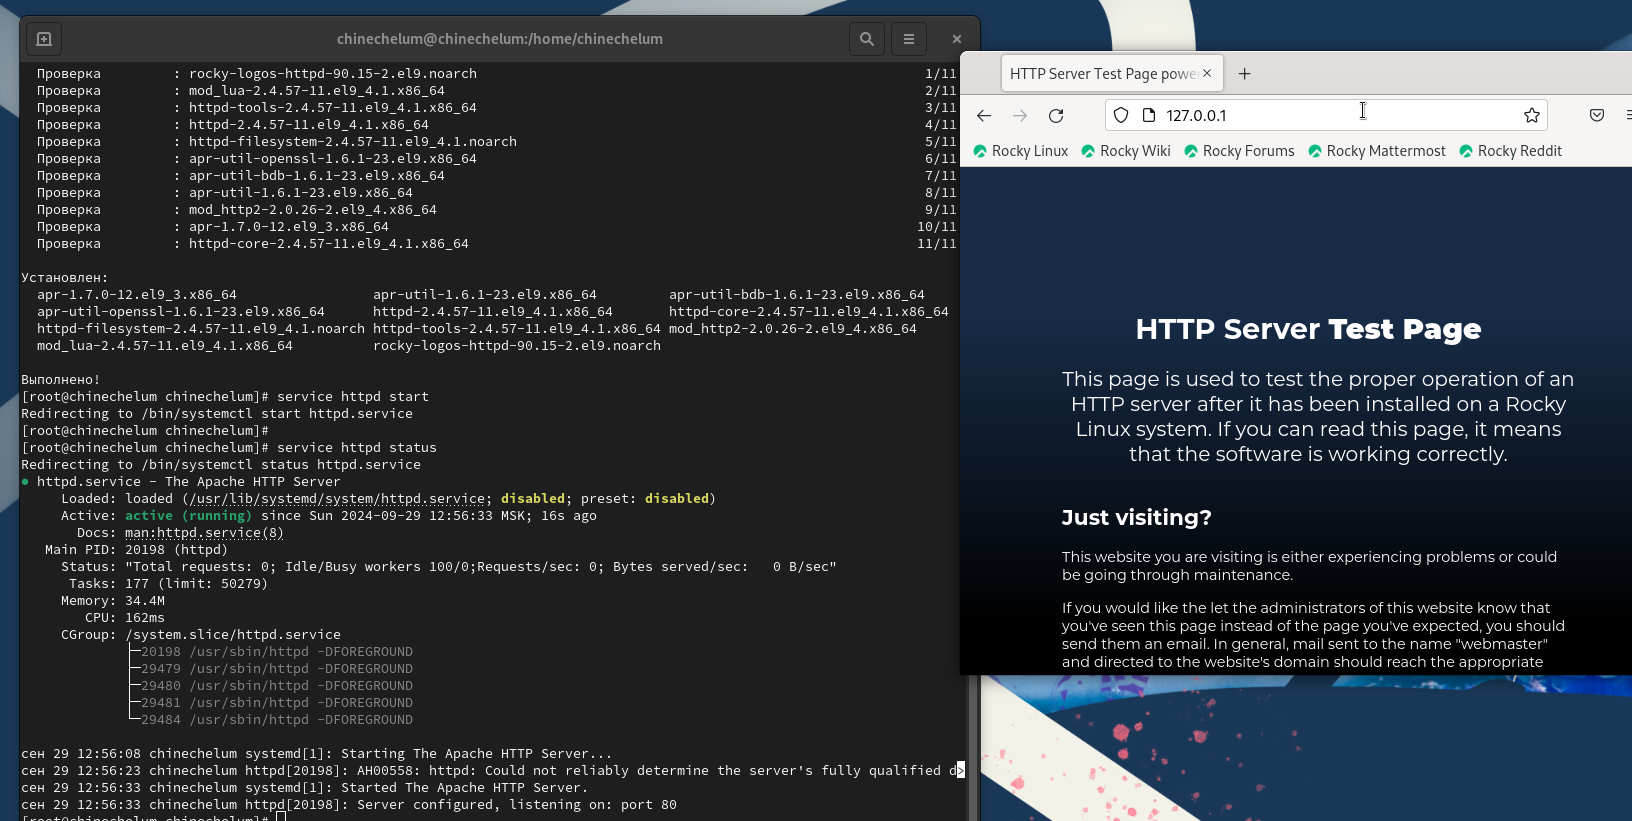 chinechelum@chinechelum:/home/chinechelum
Проверка : rocky-logos-httpd-90.15-2.el9.noarch 1/11
Проверка : mod_lua-2.4.57-11.el9_4.1.x86_64 2/11
Проверка : httpd-tools-2.4.57-11.el9_4.1.x86_64 3/11
Проверка : httpd-2.4.57-11.el9_4.1.x86_64 4/11
Проверка : httpd-filesystem-2.4.57-11.el9_4.1.noarch 5/11
Проверка : apr-util-openssl-1.6.1-23.el9.x86_64 6/11
Проверка : apr-util-bdb-1.6.1-23.el9.x86_64 7/11
Проверка : apr-util-1.6.1-23.el9.x86_64 8/11
Проверка : mod_http2-2.0.26-2.el9_4.x86_64 9/11
Проверка : apr-1.7.0-12.el9_3.x86_64 10/11
Проверка : httpd-core-2.4.57-11.el9_4.1.x86_64 11/11
Установлен:
apr-1.7.0-12.el9_3.x86_64 apr-util-1.6.1-23.el9.x86_64 apr-util-bdb-1.6.1-23.el9.x86_64
apr-util-openssl-1.6.1-23.el9.x86_64 httpd-2.4.57-11.el9_4.1.x86_64 httpd-core-2.4.57-11.el9_4.1.x86_64
httpd-filesystem-2.4.57-11.el9_4.1.noarch httpd-tools-2.4.57-11.el9_4.1.x86_64 mod_http2-2.0.26-2.el9_4.x86_64
mod_lua-2.4.57-11.el9_4.1.x86_64 rocky-logos-httpd-90.15-2.el9.noarch
Выполнено!
[root@chinechelum chinechelum]# service httpd start
Redirecting to /bin/systemctl start httpd.service
[root@chinechelum chinechelum]#
[root@chinechelum chinechelum]# service httpd status
Redirecting to /bin/systemctl status httpd.service
● httpd.service - The Apache HTTP Server
Loaded: loaded (/usr/lib/systemd/system/httpd.service; disabled; preset: disabled)
Active: active (running) since Sun 2024-09-29 12:56:33 MSK; 16s ago
Docs: man:httpd.service(8)
Main PID: 20198 (httpd)
Status: "Total requests: 0; Idle/Busy workers 100/0;Requests/sec: 0; Bytes served/sec: 0 B/sec"
Tasks: 177 (limit: 50279)
Memory: 34.4M
CPU: 162ms
CGroup: /system.slice/httpd.service
├─20198 /usr/sbin/httpd -DFOREGROUND
├─29479 /usr/sbin/httpd -DFOREGROUND
├─29480 /usr/sbin/httpd -DFOREGROUND
├─29481 /usr/sbin/httpd -DFOREGROUND
└─29484 /usr/sbin/httpd -DFOREGROUND
сен 29 12:56:08 chinechelum systemd[1]: Starting The Apache HTTP Server...
сен 29 12:56:23 chinechelum httpd[20198]: AH00558: httpd: Could not reliably determine the server's fully qualified d>
сен 29 12:56:33 chinechelum systemd[1]: Started The Apache HTTP Server.
сен 29 12:56:33 chinechelum httpd[20198]: Server configured, listening on: port 80
[root@chinechelum chinechelum]#
HTTP Server Test Page powe
127.0.0.1
Rocky Linux Rocky Wiki Rocky Forums Rocky Mattermost Rocky Reddit
HTTP Server Test Page
This page is used to test the proper operation of an
HTTP server after it has been installed on a Rocky
Linux system. If you can read this page, it means
that the software is working correctly.
Just visiting?
This website you are visiting is either experiencing problems or could
be going through maintenance.
If you would like the let the administrators of this website know that
you've seen this page instead of the page you've expected, you should
send them an email. In general, mail sent to the name "webmaster"
and directed to the website's domain should reach the appropriate